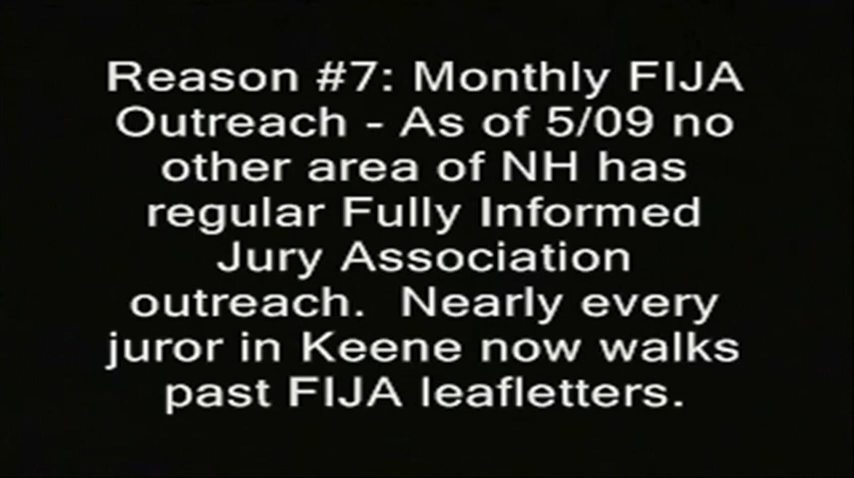 Reason #7: Monthly FIJA
Outreach - As of 5/09 no
other area of NH has
regular Fully Informed
Jury Association
outreach.  Nearly every
juror in Keene now walks
past FIJA leafletters.